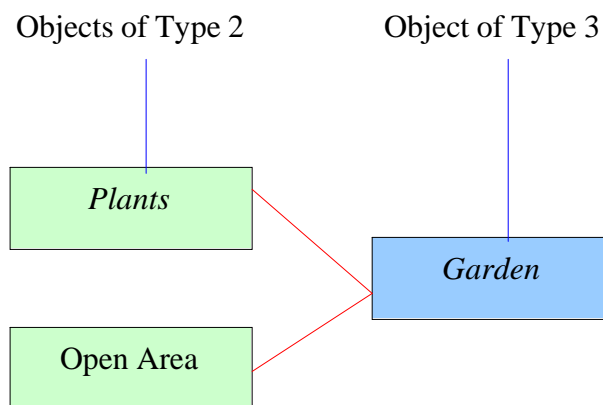 Objects of Type 2
Object of Type 3
Plants
Garden
Open Area